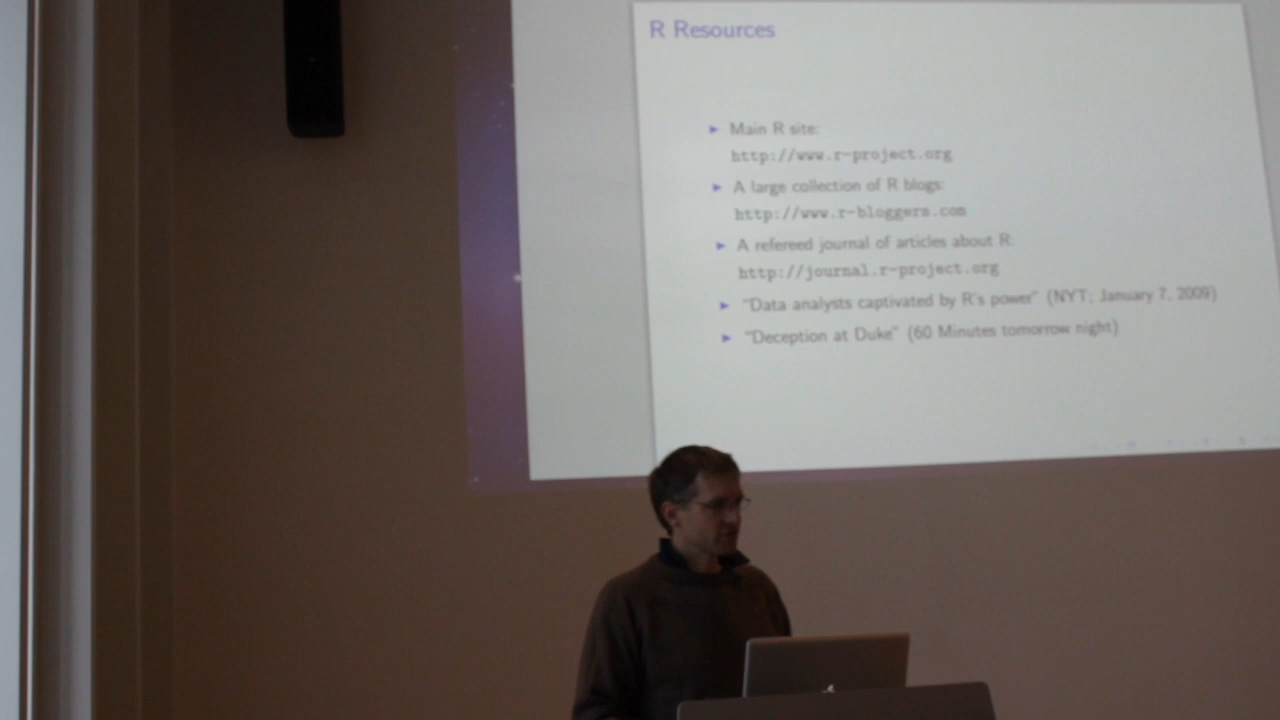 R Resources
Main R site:
http://www.r-project.org
A large collection of R blogs:
http://www.r-bloggers.com
A refereed journal of articles about R:
http://journal.r-project.org
"Data analysts captivated by R's power" (NYT; January 7, 2009)
"Deception at Duke" (60 Minutes tomorrow night)